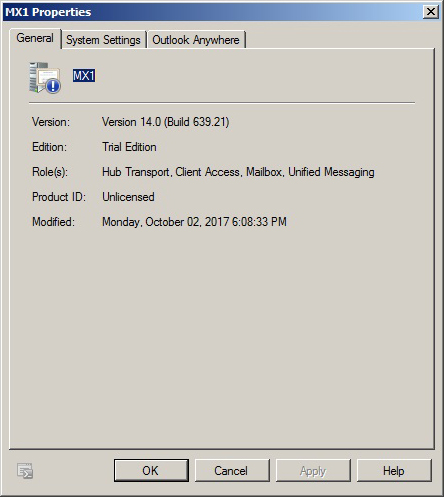 MX1 Properties
General System Settings Outlook Anywhere
MX1
Version: Version 14.0 (Build 639.21)
Edition: Trial Edition
Role(s): Hub Transport, Client Access, Mailbox, Unified Messaging
Product ID: Unlicensed
Modified: Monday, October 02, 2017 6:08:33 PM
OK Cancel Apply Help